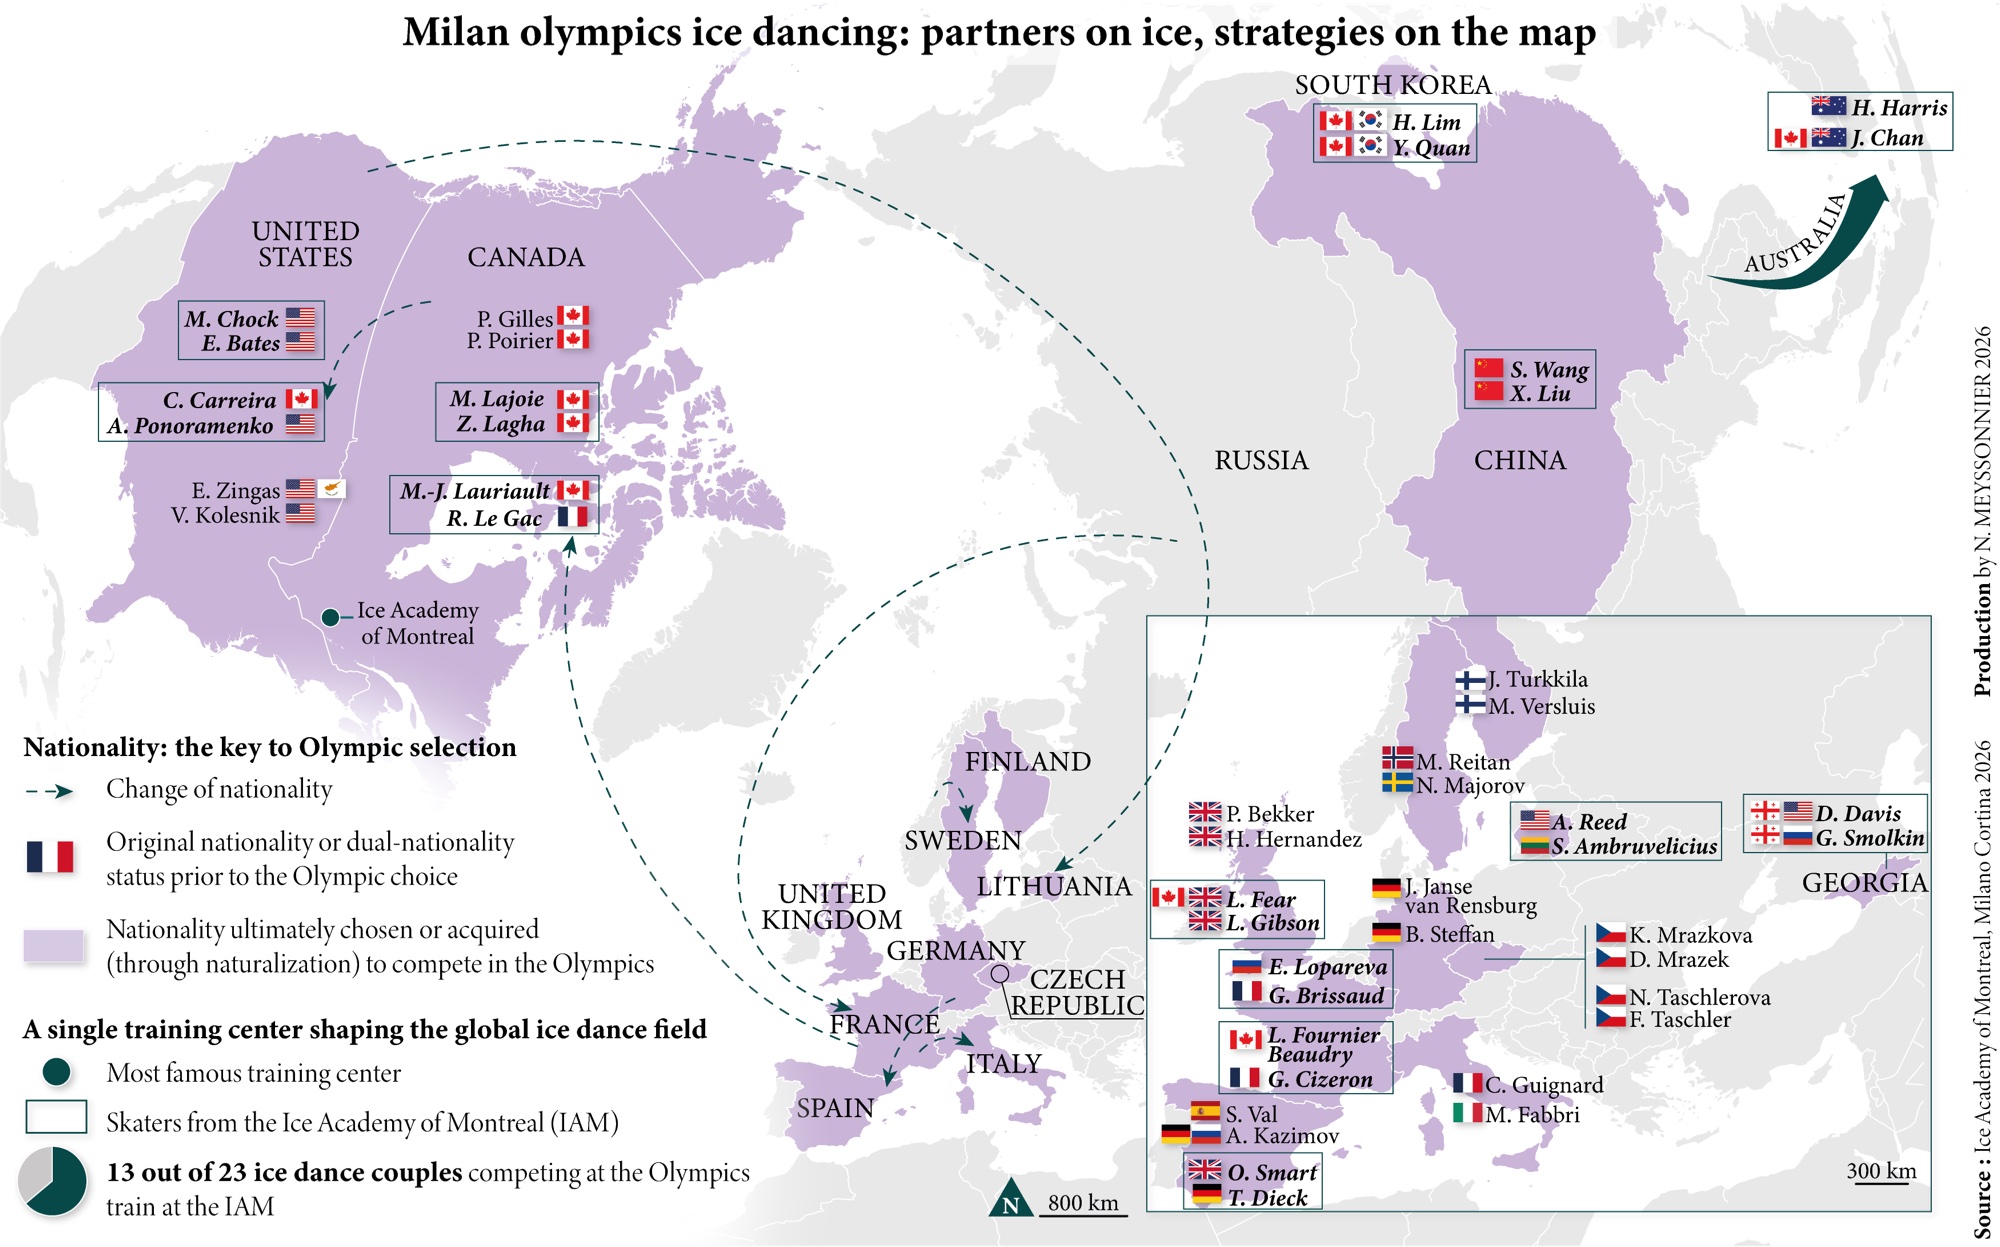 Milan olympics ice dancing: partners on ice, strategies on the map
SOUTH KOREA
H. Lim
Y. Quan
H. Harris
J. Chan
AUSTRALIA
UNITED
STATES
CANADA
M. Chock
E. Bates
P. Gilles
P. Poirier
C. Carreira
A. Ponoramenko
M. Lajoie
Z. Lagha
E. Zingas
V. Kolesnik
M.-J. Lauriault
R. Le Gac
Ice Academy
of Montreal
RUSSIA
S. Wang
X. Liu
CHINA
FINLAND
SWEDEN
LITHUANIA
UNITED
KINGDOM
GERMANY
CZECH
REPUBLIC
FRANCE
ITALY
SPAIN
J. Turkkila
M. Versluis
M. Reitan
N. Majorov
P. Bekker
H. Hernandez
A. Reed
S. Ambruvelicius
D. Davis
G. Smolkin
GEORGIA
L. Fear
L. Gibson
J. Janse
van Rensburg
B. Steffan
K. Mrazkova
D. Mrazek
N. Taschlerova
F. Taschler
E. Lopareva
G. Brissaud
L. Fournier
Beaudry
G. Cizeron
C. Guignard
M. Fabbri
S. Val
A. Kazimov
O. Smart
T. Dieck
300 km
N
800 km
Nationality: the key to Olympic selection
Change of nationality
Original nationality or dual-nationality
status prior to the Olympic choice
Nationality ultimately chosen or acquired
(through naturalization) to compete in the Olympics
A single training center shaping the global ice dance field
Most famous training center
Skaters from the Ice Academy of Montreal (IAM)
13 out of 23 ice dance couples competing at the Olympics
train at the IAM
Source : Ice Academy of Montreal, Milano Cortina 2026 Production by N. MEYSSONNIER 2026